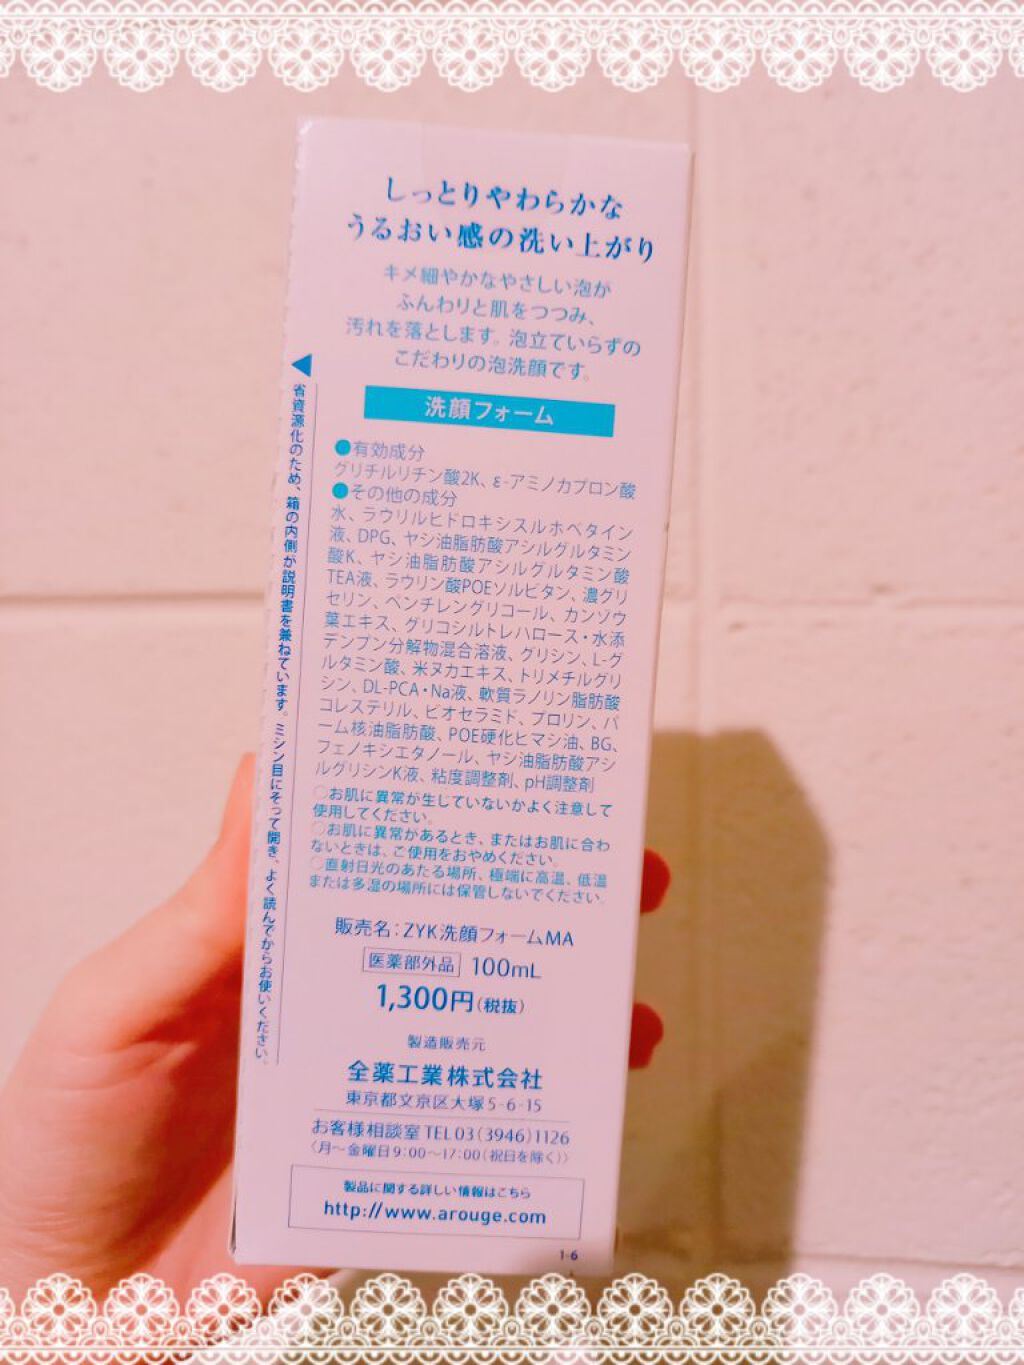 しっとりやわらかな
うるおい感の洗い上がり
キメ細やかなやさしい泡が
ふんわりと肌をつつみ、
汚れを落とします。泡立ていらずの
こだわりの泡洗顔です。
洗顔フォーム
●有効成分
グリチルリチン酸2K、ε-アミノカプロン酸
●その他の成分
水、ラウリルヒドロキシスルホベタイン
液、DPG、ヤシ油脂肪酸アシルグルタミン
酸K、ヤシ油脂肪酸アシルグルタミン酸
TEA液、ラウリン酸POEソルビタン、濃グリ
セリン、ペンチレングリコール、カンゾウ
葉エキス、グリコシルトレハロース・水添
デンプン分解物混合溶液、グリシン、L-グ
ルタミン酸、米ヌカエキス、トリメチルグリ
シン、DL-PCA・Na液、軟質ラノリン脂肪酸
コレステリル、ビオセラミド、プロリン、パ
ーム核油脂肪酸、POE硬化ヒマシ油、BG、
フェノキシエタノール、ヤシ油脂肪酸アシ
ルグリシンK液、粘度調整剤、pH調整剤
○お肌に異常が生じていないかよく注意して
使用してください。
○お肌に異常があるとき、またはお肌に合わ
ないときは、ご使用をおやめください。
○直射日光のあたる場所、極端に高温、低温
または多湿の場所には保管しないでください。
販売名:ZYK洗顔フォームMA
医薬部外品 100mL
1,300円(税抜)
製造販売元
全薬工業株式会社
東京都文京区大塚5-6-15
お客様相談室 TEL 03(3946)1126
〈月～金曜日9:00～17:00(祝日を除く)〉
製品に関する詳しい情報はこちら
http://www.arouge.com
1-6
◀省資源化のため、箱の内側が説明書を兼ねています。ミシン目にそって開き、よく読んでからお使いください。